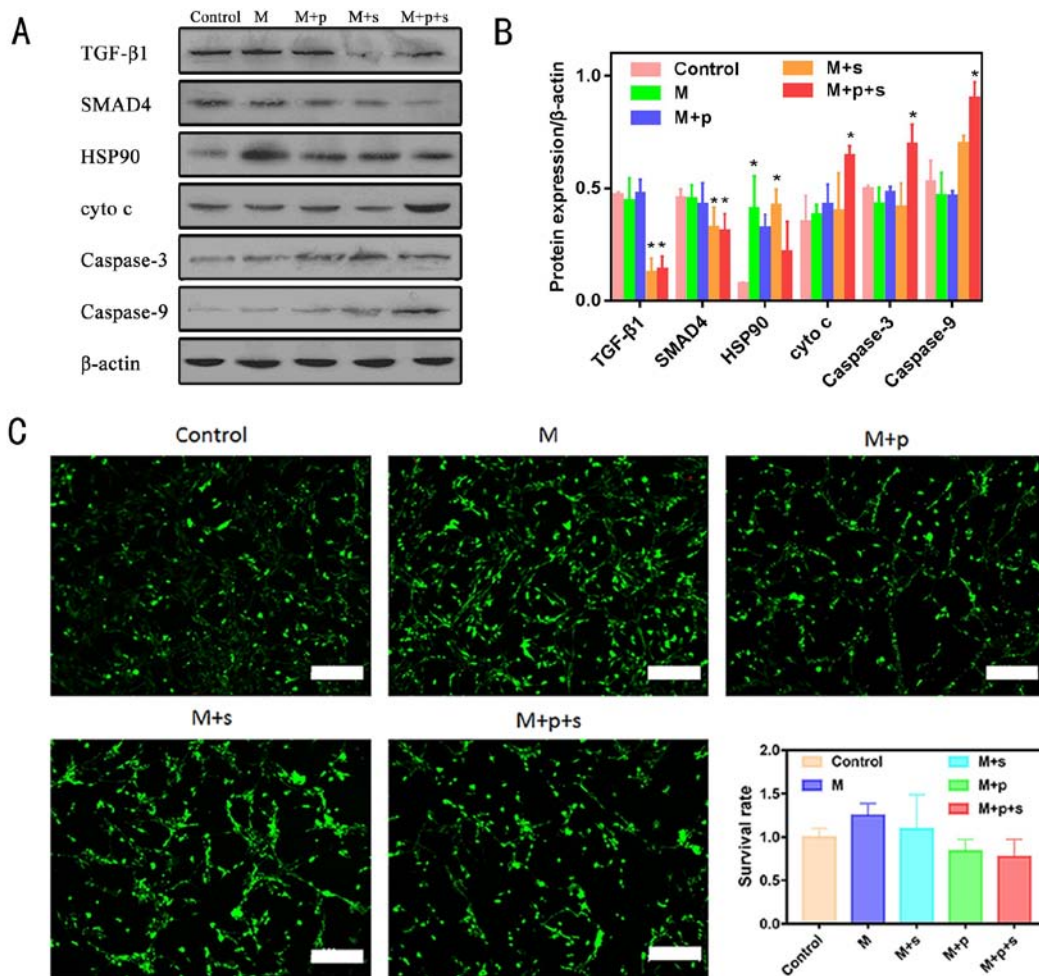 A
Control M M+p M+s M+p+s
TGF-β1
SMAD4
HSP90
cyto c
Caspase-3
Caspase-9
β-actin
B
Control
M
M+p
M+s
M+p+s
Protein expression/β-actin
1.0
0.5
0.0
* *
* *
* *
*
*
*
TGF-β1
SMAD4
HSP90
cyto c
Caspase-3
Caspase-9
C
Control
M
M+p
M+s
M+p+s
Survival rate
2.0
1.5
1.0
0.5
0.0
Control
M
M+s
M+p
M+p+s
Control
M
M+s
M+p
M+p+s